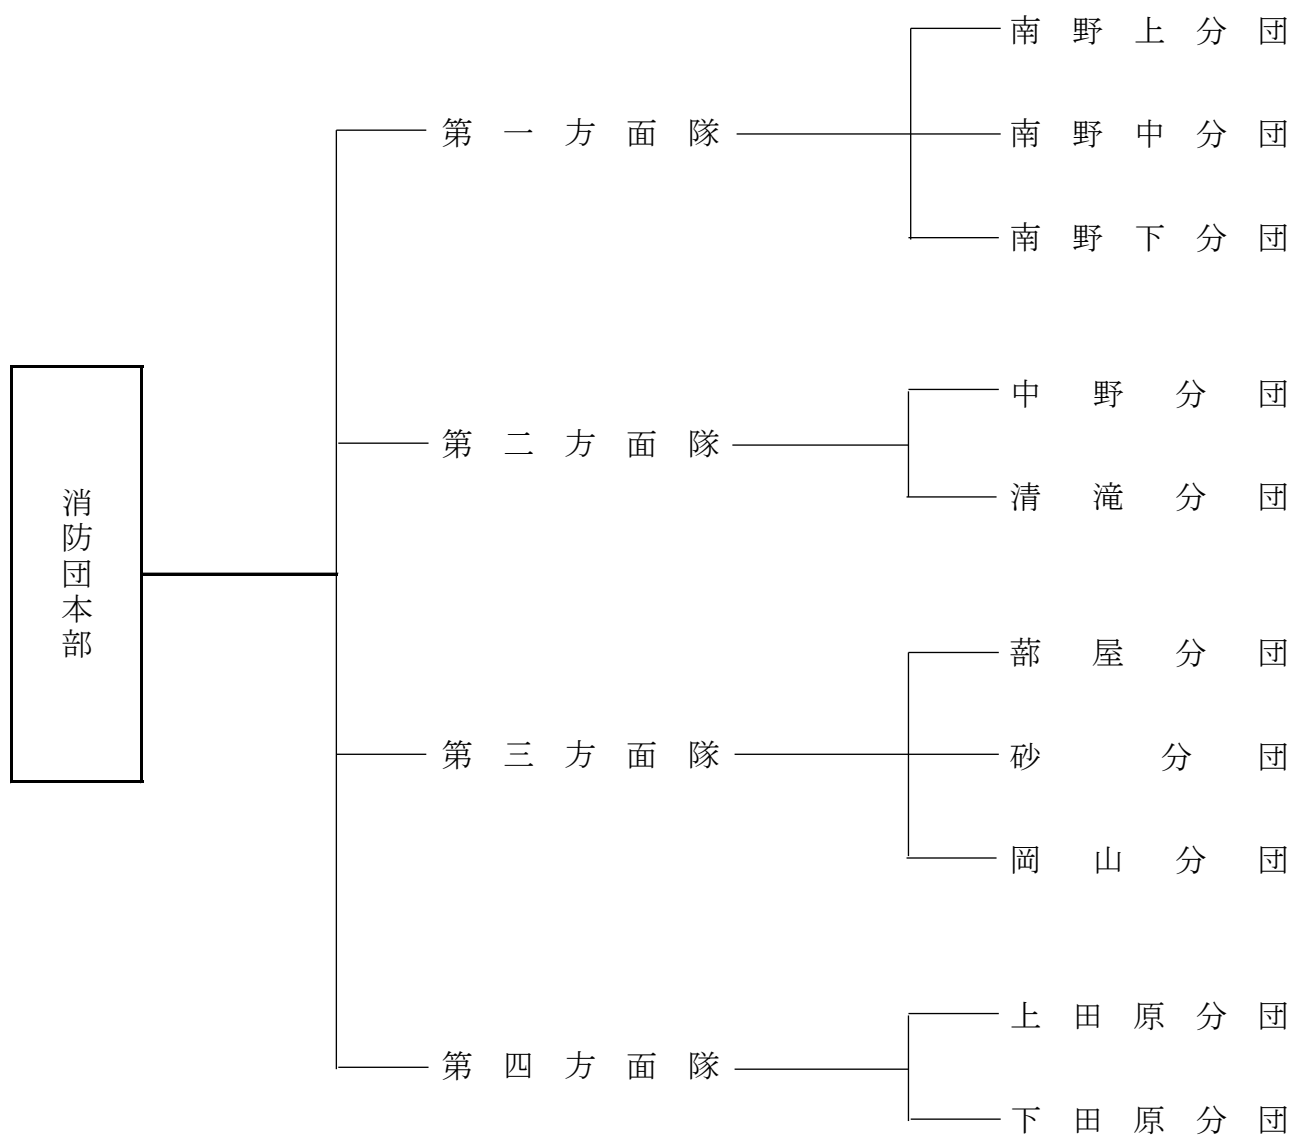 消防団本部
第一方面隊
南野上分団
南野中分団
南野下分団
第二方面隊
中野分団
清滝分団
第三方面隊
蔀屋分団
砂分団
岡山分団
第四方面隊
上田原分団
下田原分団